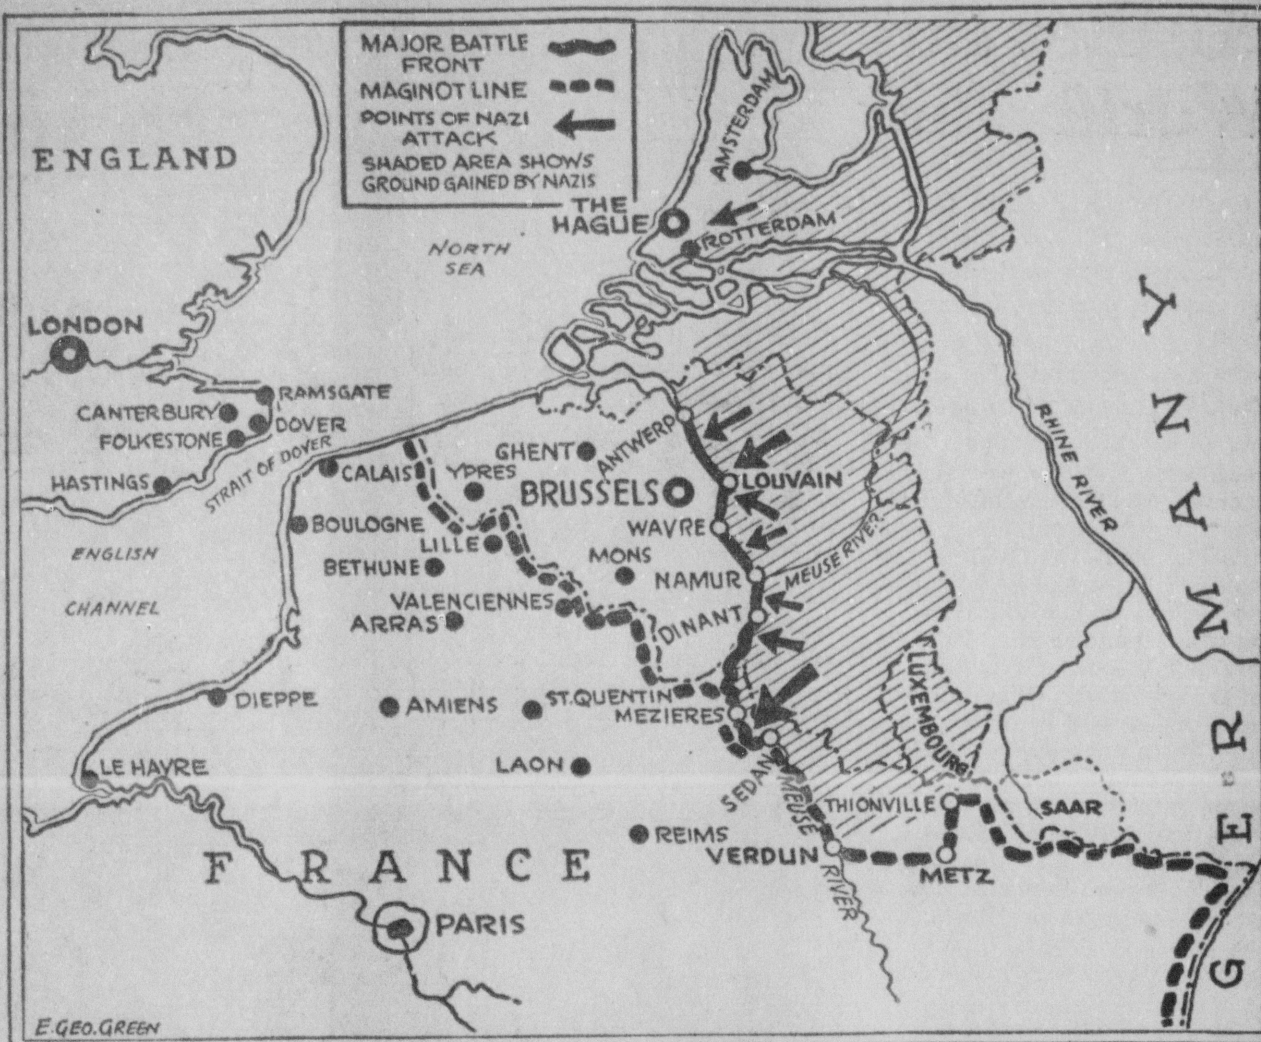 MAJOR BATTLE
FRONT
MAGINOT LINE
POINTS OF NAZI
ATTACK
SHADED AREA SHOWS
GROUND GAINED BY NAZIS
ENGLAND
NORTH
SEA
AMSTERDAM
THE
HAGUE
ROTTERDAM
LONDON
RAMSGATE
CANTERBURY
DOVER
FOLKESTONE
STRAIT OF DOVER
HASTINGS
CALAIS
YPRES
GHENT
ANTWERP
BRUSSELS
LOUVAIN
RHINE RIVER
GERMANY
BOULOGNE
LILLE
WAVRE
ENGLISH
CHANNEL
BETHUNE
MONS
NAMUR
MEUSE RIVER
VALENCIENNES
ARRAS
DINANT
DIEPPE
AMIENS
ST. QUENTIN
MEZIERES
LUXEMBOURG
LE HAVRE
LAON
SEDAN
MEUSE
RIVER
THIONVILLE
SAAR
REIMS
VERDUN
METZ
FRANCE
PARIS
E. GEO. GREEN